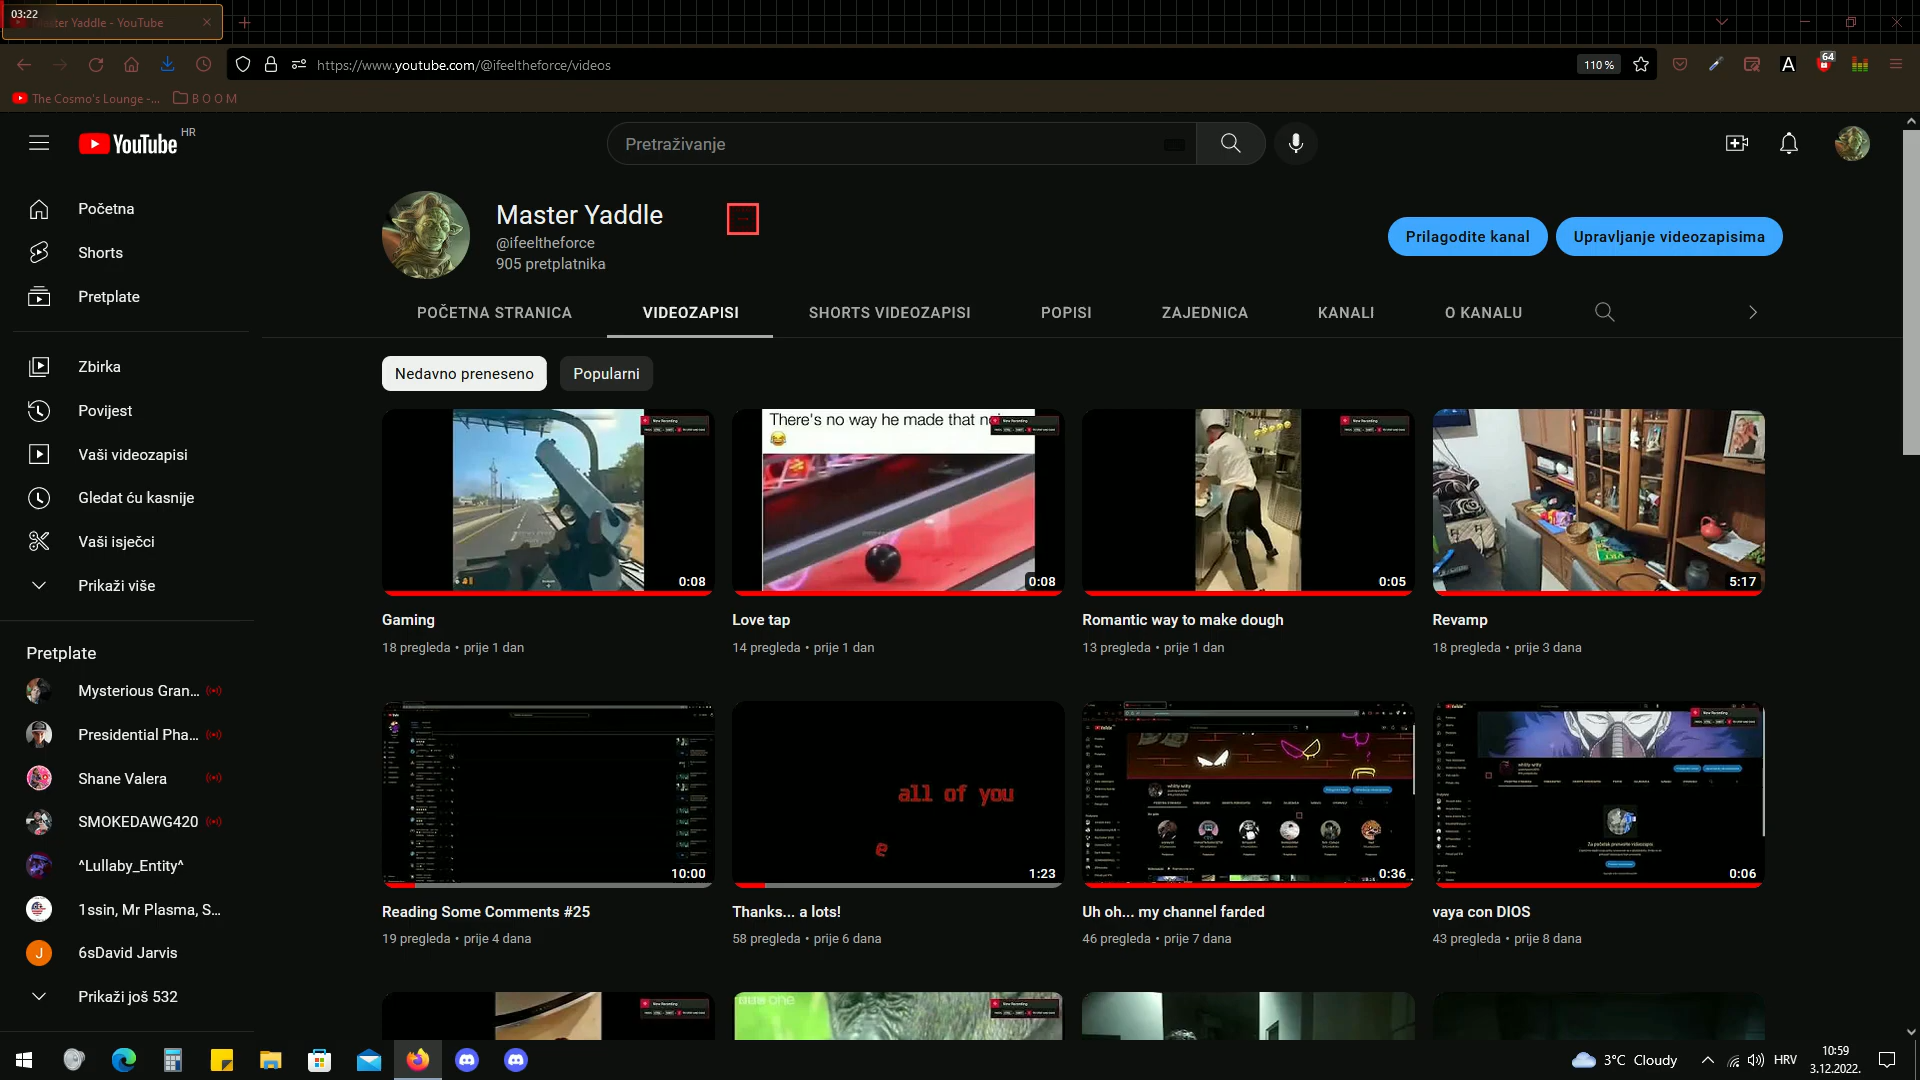 03:22
Master Yaddle - YouTube
https://www.youtube.com/@ifeeltheforce/videos
110 %
A
64
The Cosmo's Lounge -...
B O O M
YouTube
HR
Pretraživanje
Početna
Shorts
Pretplate
Zbirka
Povijest
Vaši videozapisi
Gledat ću kasnije
Vaši isječci
Prikaži više
Pretplate
Mysterious Gran...
Presidential Pha...
Shane Valera
SMOKEDAWG420
^Lullaby_Entity^
1ssin, Mr Plasma, S...
J
6sDavid Jarvis
Prikaži još 532
Master Yaddle
@ifeeltheforce
905 pretplatnika
Prilagodite kanal
Upravljanje videozapisima
POČETNA STRANICA
VIDEOZAPISI
SHORTS VIDEOZAPISI
POPISI
ZAJEDNICA
KANALI
O KANALU
Nedavno preneseno
Popularni
0:08
Gaming
18 pregleda • prije 1 dan
There's no way he made that
0:08
Love tap
14 pregleda • prije 1 dan
0:05
Romantic way to make dough
13 pregleda • prije 1 dan
5:17
Revamp
18 pregleda • prije 3 dana
10:00
Reading Some Comments #25
19 pregleda • prije 4 dana
all of you
e
1:23
Thanks... a lots!
58 pregleda • prije 6 dana
0:36
Uh oh... my channel farded
46 pregleda • prije 7 dana
0:06
vaya con DIOS
43 pregleda • prije 8 dana
3°C Cloudy
HRV
10:59
3.12.2022.